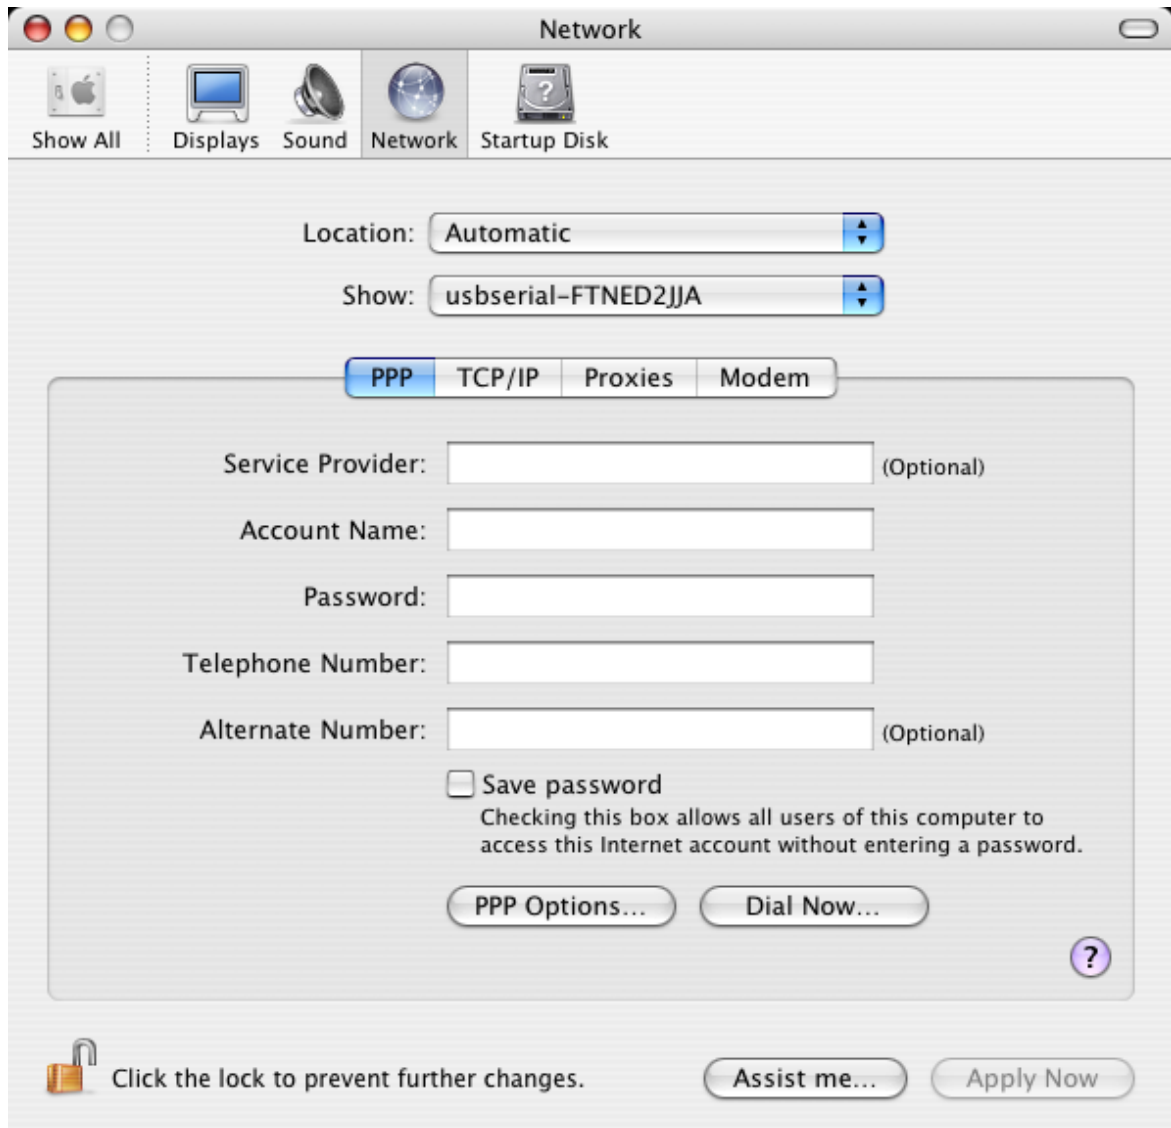 Network
Show All Displays Sound Network Startup Disk
Location: Automatic
Show: usbserial-FTNED2JJA
PPP TCP/IP Proxies Modem
Service Provider: (Optional)
Account Name:
Password:
Telephone Number:
Alternate Number: (Optional)
Save password
Checking this box allows all users of this computer to
access this Internet account without entering a password.
PPP Options... Dial Now...
?
Click the lock to prevent further changes. Assist me... Apply Now